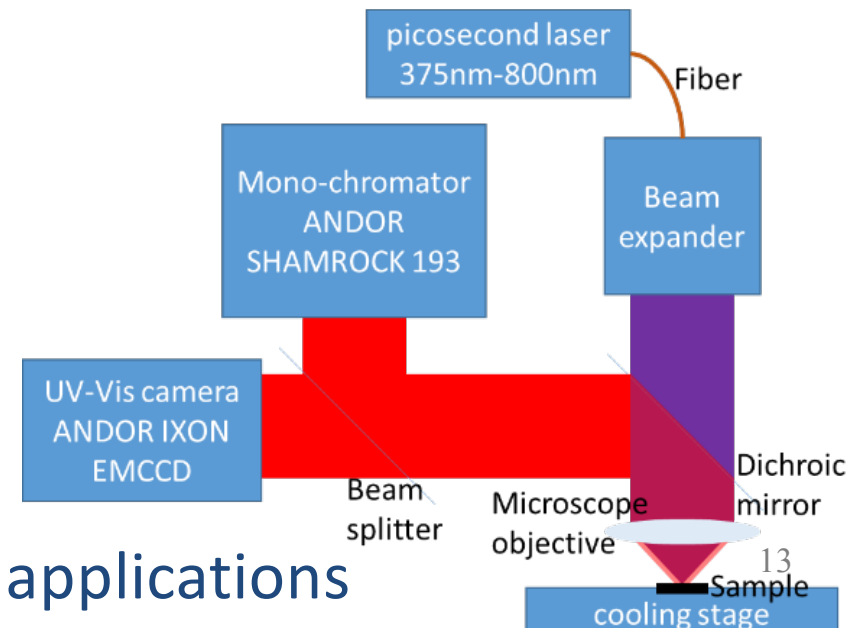 picosecond laser
375nm-800nm
Fiber
Mono-chromator
ANDOR
SHAMROCK 193
Beam
expander
UV-Vis camera
ANDOR IXON
EMCCD
Beam
splitter
Microscope
objective
Dichroic
mirror
13
Sample
cooling stage
applications